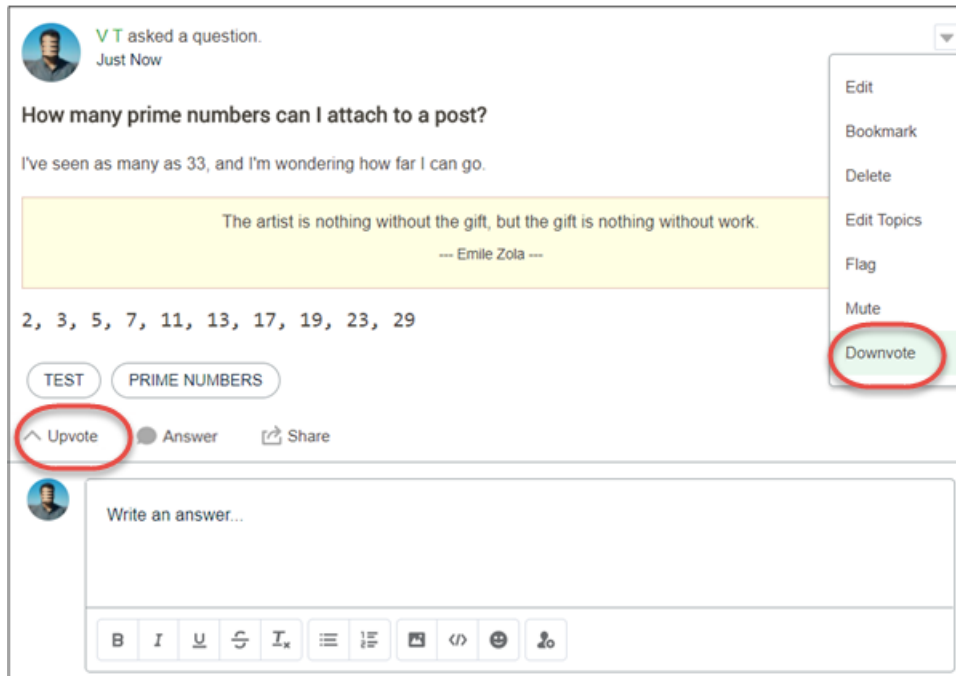 V T asked a question.
Just Now
Edit
Bookmark
Delete
Edit Topics
Flag
Mute
Downvote
How many prime numbers can I attach to a post?
I've seen as many as 33, and I'm wondering how far I can go.
The artist is nothing without the gift, but the gift is nothing without work.
--- Emile Zola ---
2, 3, 5, 7, 11, 13, 17, 19, 23, 29
TEST PRIME NUMBERS
Upvote Answer Share
Write an answer...